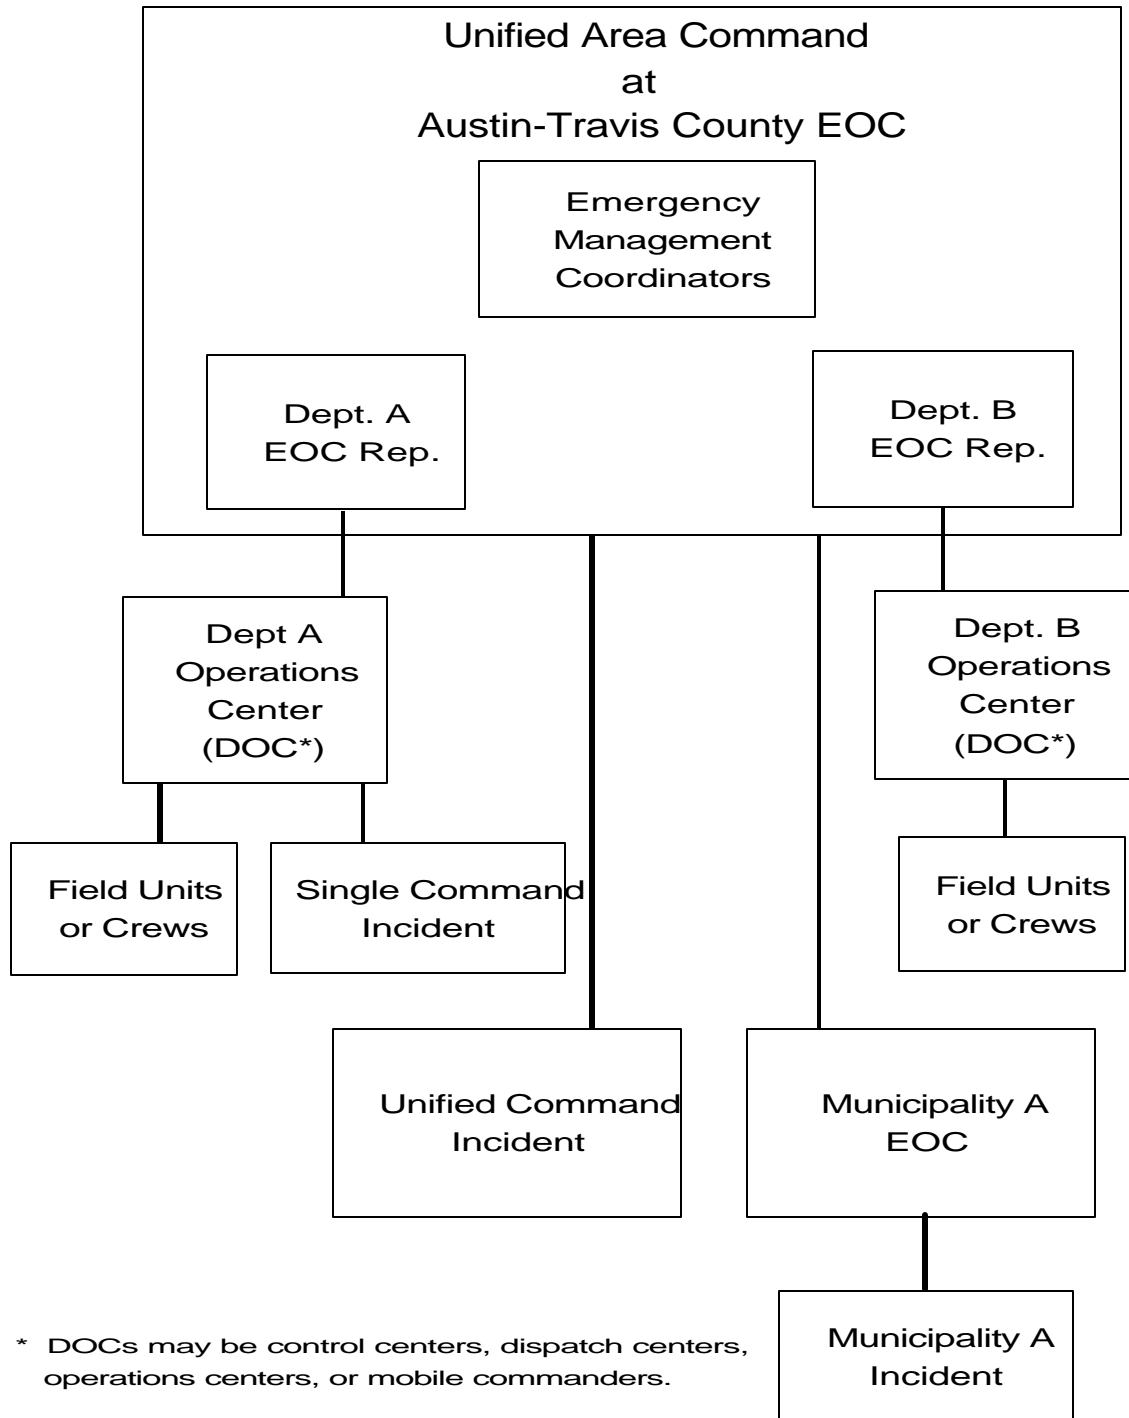 Unified Area Command
at
Austin-Travis County EOC
Emergency
Management
Coordinators
Dept. A
EOC Rep.
Dept. B
EOC Rep.
Dept A
Operations
Center
(DOC*)
Dept. B
Operations
Center
(DOC*)
Field Units
or Crews
Single Command
Incident
Field Units
or Crews
Unified Command
Incident
Municipality A
EOC
Municipality A
Incident
* DOCs may be control centers, dispatch centers,
operations centers, or mobile commanders.